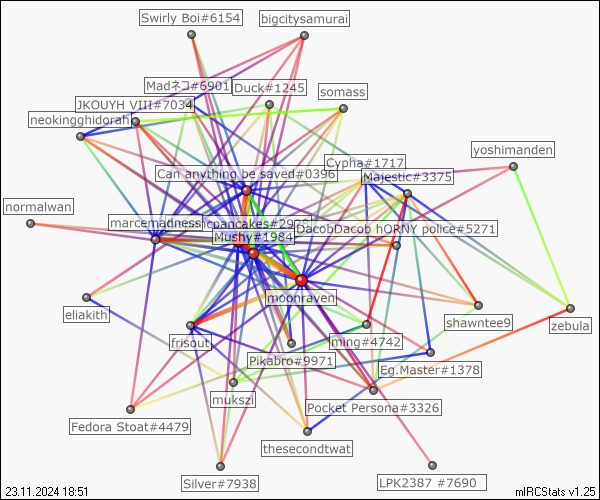 Swirly Boi#6154
bigcitysamurai
Madネコ#6901
Duck#1245
somass
JKOUYH VIII#7034
neokingghidorah
Cypha#1717
yoshimanden
Can anything be saved#0396
Majestic#3375
normalwan
marcemadness
Mushy#1984
DacobDacob hORNY police#5271
moonraven
eliakith
shawntee9
zebula
frisout
ming#4742
Pikabro#9971
Eg.Master#1378
mukszi
Pocket Persona#3326
Fedora Stoat#4479
thesecondtwat
Silver#7938
LPK2387 #7690
23.11.2024 18:51
mIRCStats v1.25